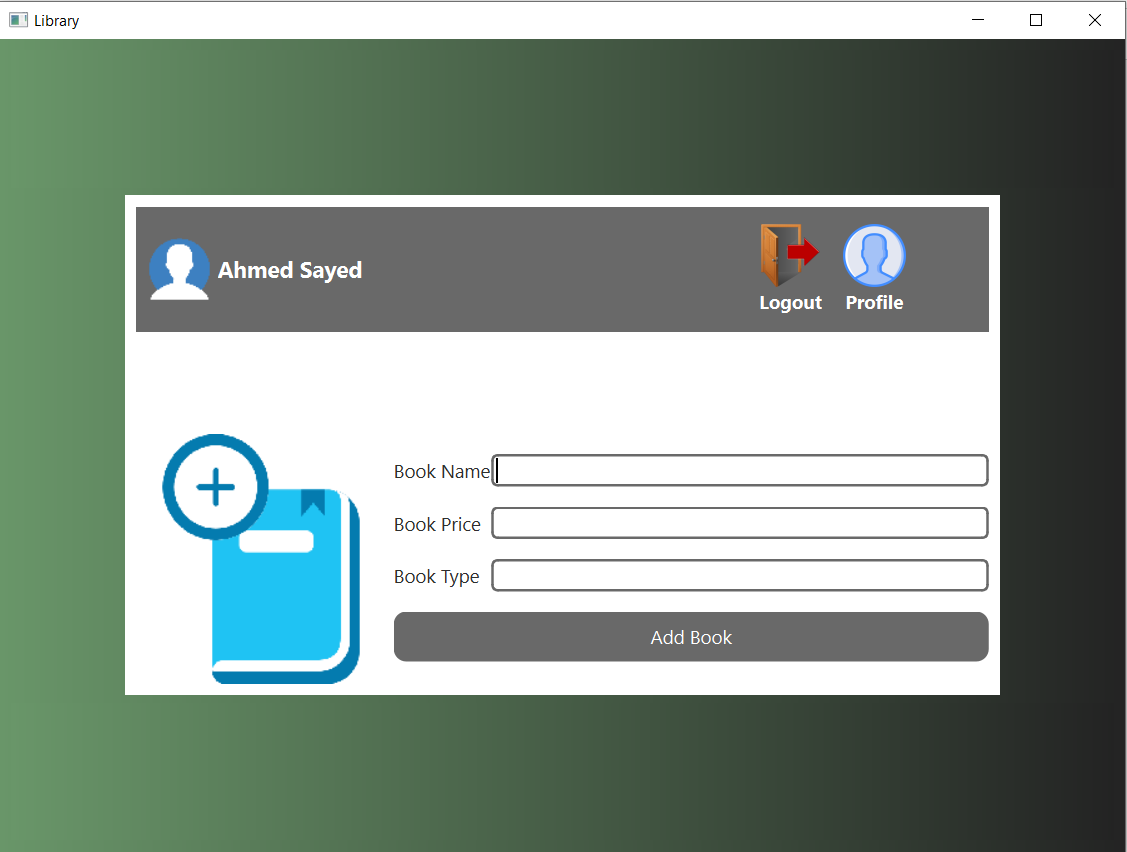 Library
Ahmed Sayed
Logout
Profile
Book Name
Book Price
Book Type
Add Book